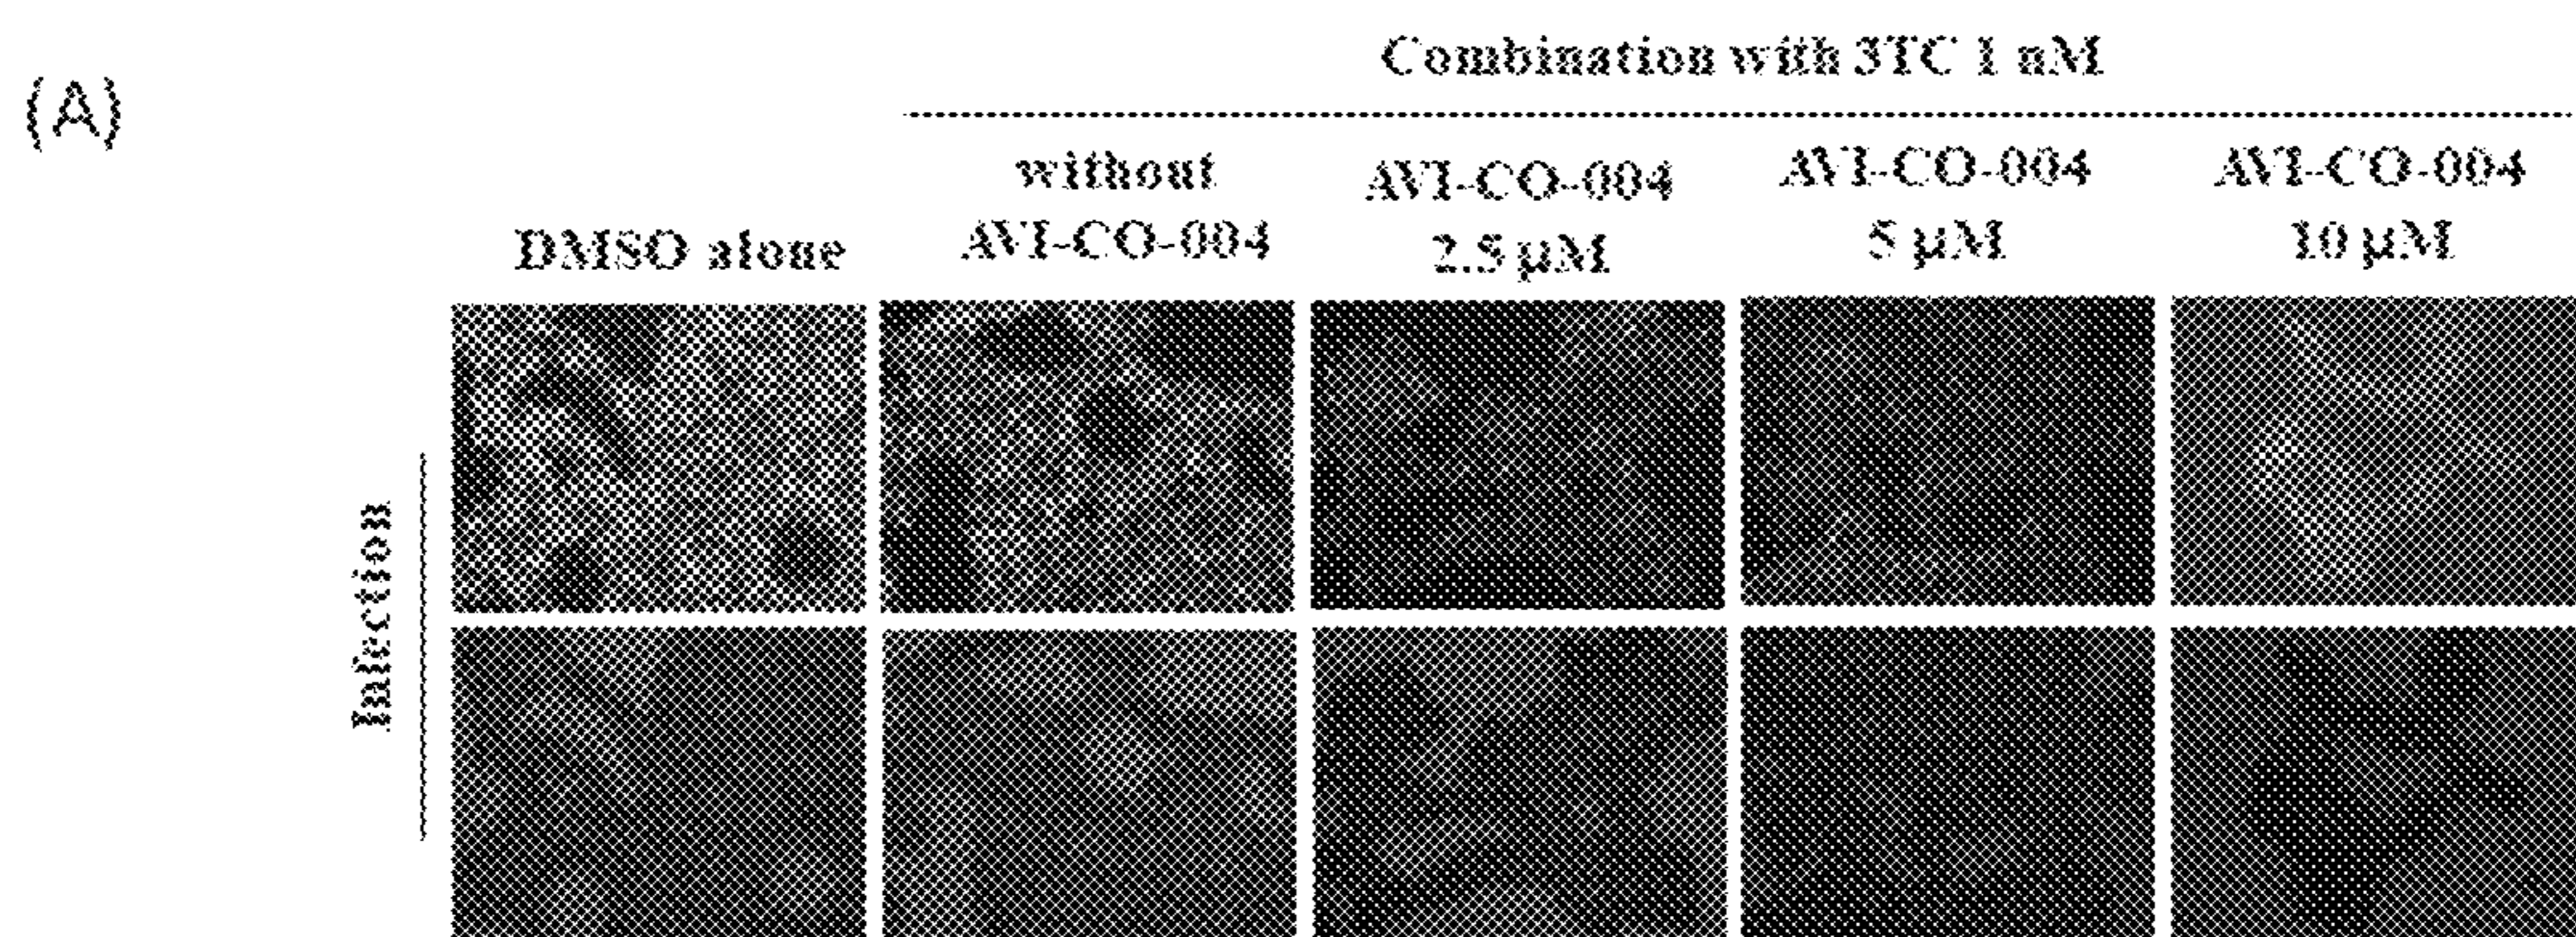 (A)
Combination with 3TC 1 nM
DMSO alone
without
AVI-CO-004
AVI-CO-004
2.5 μM
AVI-CO-004
5 μM
AVI-CO-004
10 μM
Infection